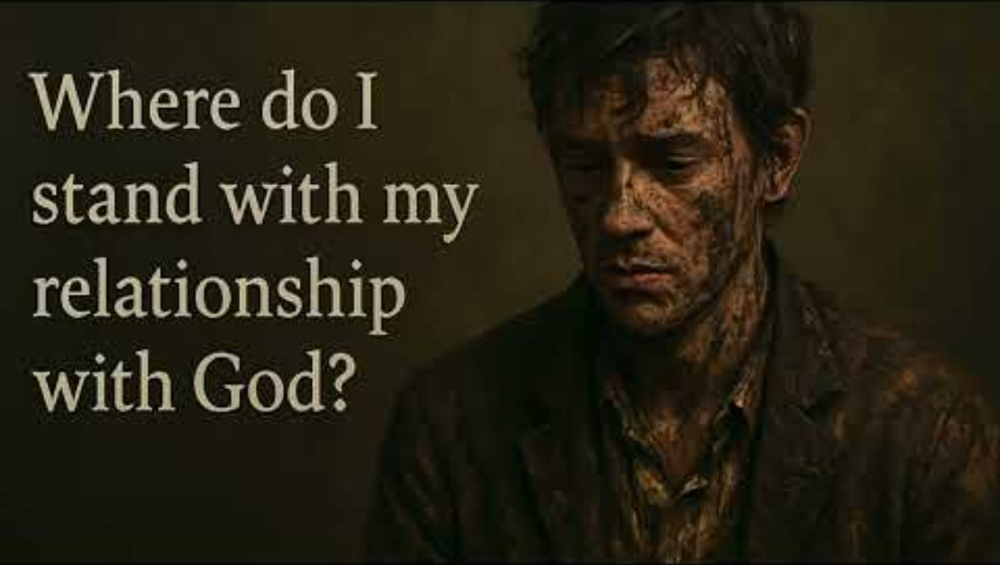 Where do I
stand with my
relationship
with God?